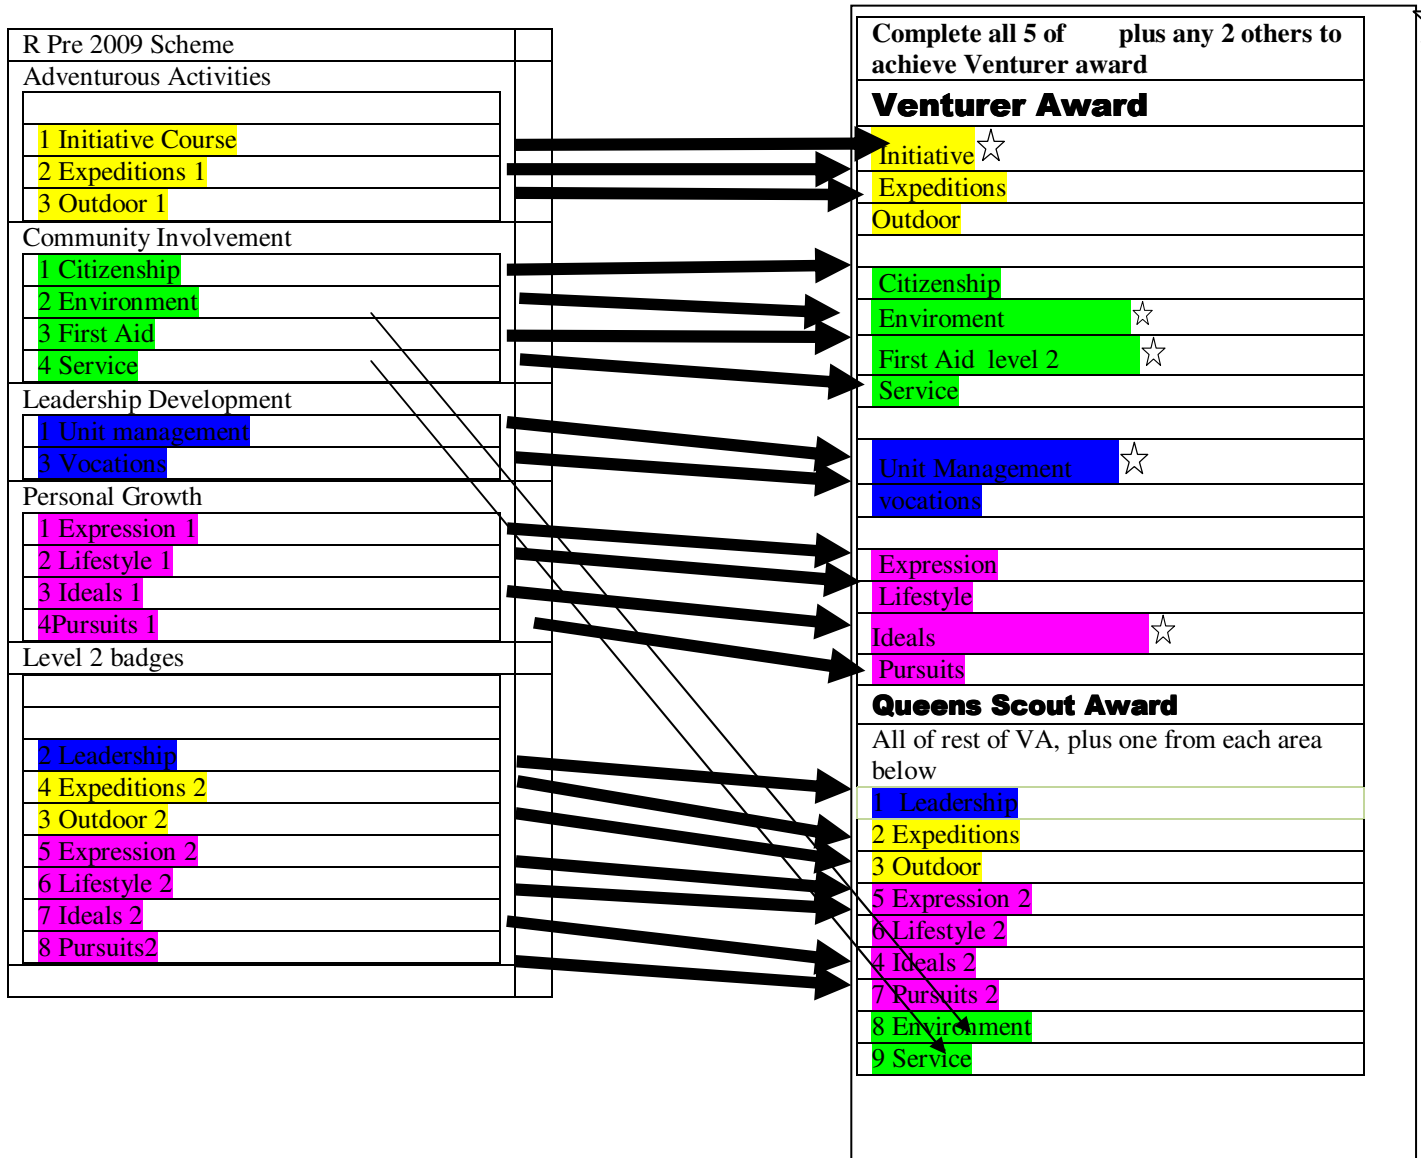 R Pre 2009 Scheme
Adventurous Activities
1 Initiative Course
2 Expeditions 1
3 Outdoor 1
Community Involvement
1 Citizenship
2 Environment
3 First Aid
4 Service
Leadership Development
1 Unit management
3 Vocations
Personal Growth
1 Expression 1
2 Lifestyle 1
3 Ideals 1
4Pursuits 1
Level 2 badges
2 Leadership
4 Expeditions 2
3 Outdoor 2
5 Expression 2
6 Lifestyle 2
7 Ideals 2
8 Pursuits2
Complete all 5 of plus any 2 others to
achieve Venturer award
Venturer Award
Initiative
Expeditions
Outdoor
Citizenship
Enviroment
First Aid level 2
Service
Unit Management
vocations
Expression
Lifestyle
Ideals
Pursuits
Queens Scout Award
All of rest of VA, plus one from each area
below
1 Leadership
2 Expeditions
3 Outdoor
5 Expression 2
6 Lifestyle 2
4 Ideals 2
7 Pursuits 2
8 Environment
9 Service